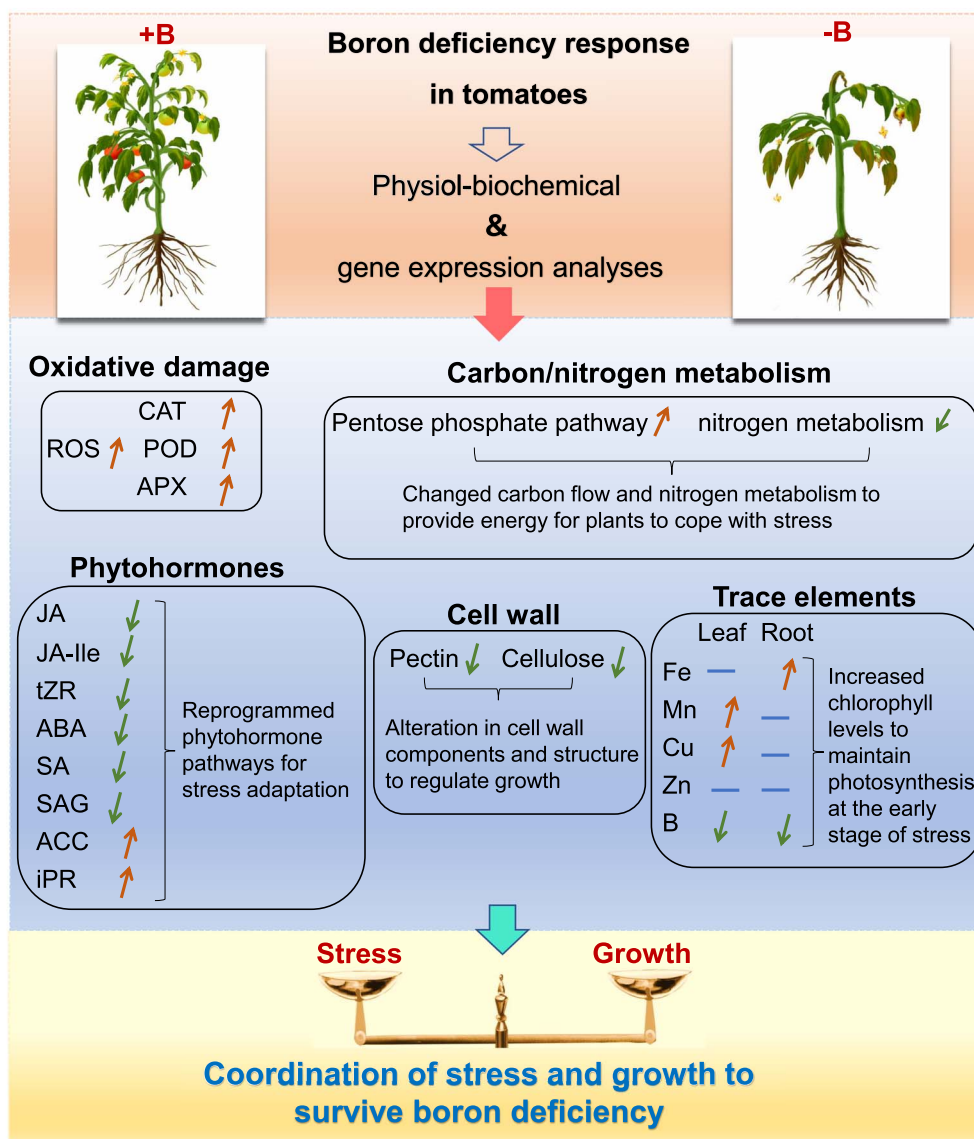 +B
Boron deficiency response
in tomatoes
-B
Physiol-biochemical
&
gene expression analyses
Oxidative damage
CAT
ROS POD
APX
Carbon/nitrogen metabolism
Pentose phosphate pathway nitrogen metabolism
Changed carbon flow and nitrogen metabolism to
provide energy for plants to cope with stress
Phytohormones
JA
JA-Ile
tZR
ABA
SA
SAG
ACC
iPR
Reprogrammed
phytohormone
pathways for
stress adaptation
Cell wall
Pectin Cellulose
Alteration in cell wall
components and structure
to regulate growth
Trace elements
Leaf Root
Fe
Mn
Cu
Zn
B
Increased
chlorophyll
levels to
maintain
photosynthesis
at the early
stage of stress
Stress Growth
Coordination of stress and growth to
survive boron deficiency